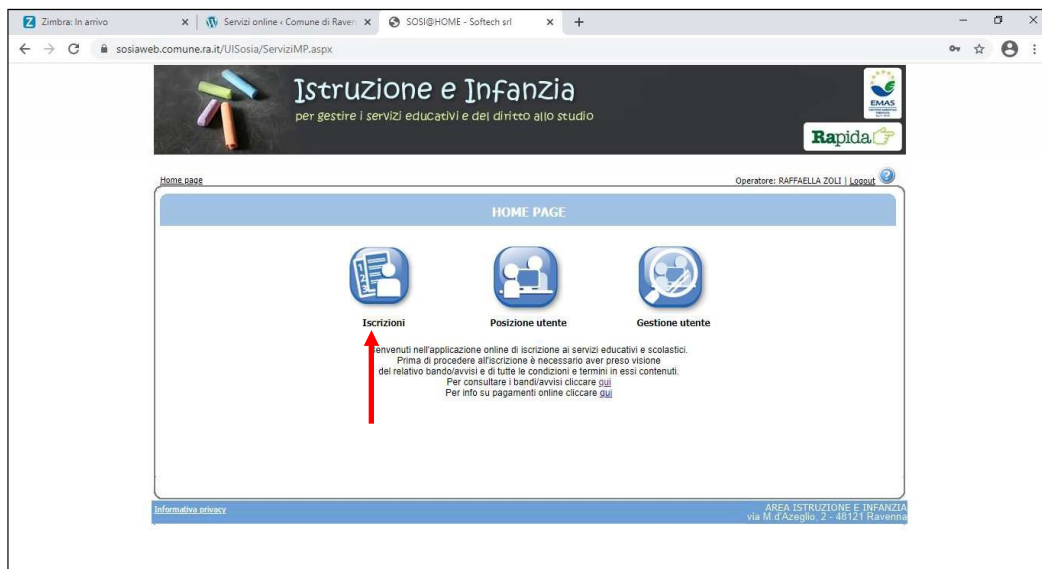 Zimbra: In arrivo
Servizi online ‹ Comune di Raven
SOSI@HOME - Softech srl
sosiaweb.comune.ra.it/UISosia/ServiziMP.aspx
Istruzione e Infanzia
per gestire i servizi educativi e del diritto allo studio
EMAS
Rapida
Home page
Operatore: RAFFAELLA ZOLI | Logout
HOME PAGE
1
2
3
Iscrizioni
Posizione utente
Gestione utente
envenuti nell'applicazione online di iscrizione ai servizi educativi e scolastici.
Prima di procedere all'iscrizione è necessario aver preso visione
del relativo bando/avvisi e di tutte le condizioni e termini in essi contenuti.
Per consultare i bandi/avvisi cliccare qui
Per info su pagamenti online cliccare qui
Informativa privacy
AREA ISTRUZIONE E INFANZIA
via M.d'Azeglio, 2 - 48121 Ravenna